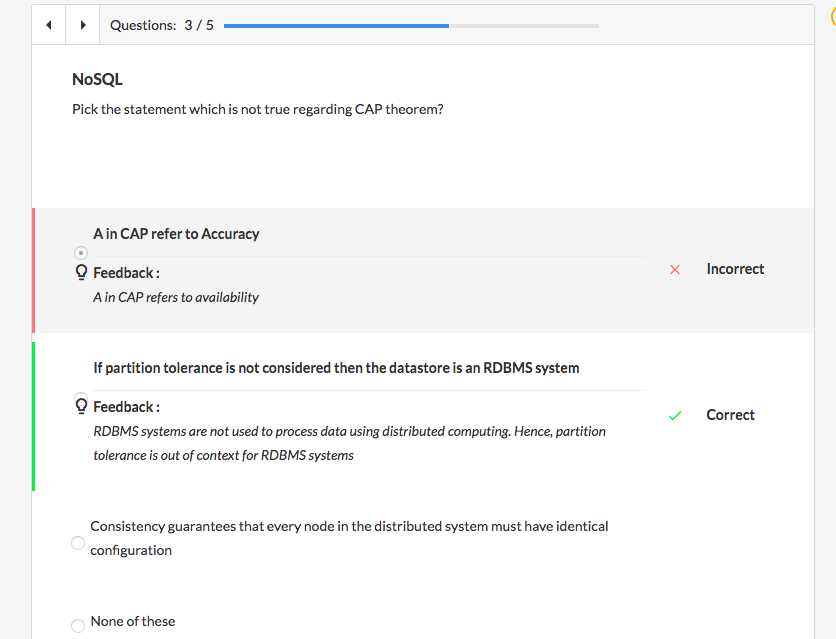 Questions: 3 / 5
NoSQL
Pick the statement which is not true regarding CAP theorem?
A in CAP refer to Accuracy
Feedback :
A in CAP refers to availability
Incorrect
If partition tolerance is not considered then the datastore is an RDBMS system
Feedback :
RDBMS systems are not used to process data using distributed computing. Hence, partition
tolerance is out of context for RDBMS systems
Correct
Consistency guarantees that every node in the distributed system must have identical
configuration
None of these